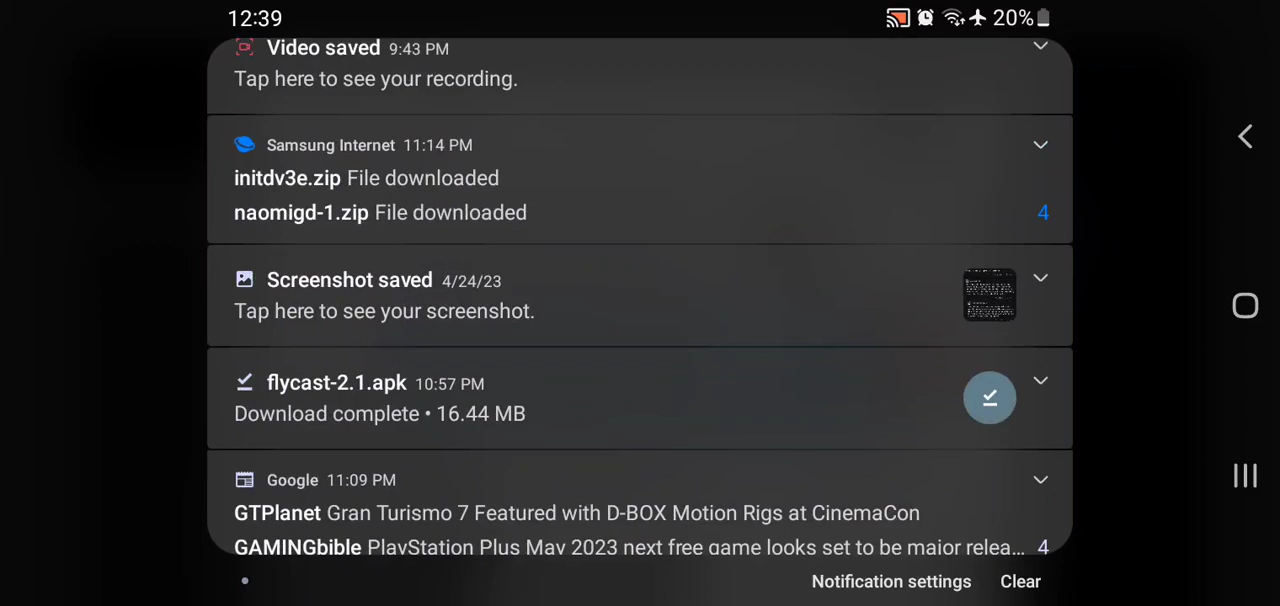 12:39
20%
Video saved 9:43 PM
Tap here to see your recording.
Samsung Internet 11:14 PM
initdv3e.zip File downloaded
naomigd-1.zip File downloaded 4
Screenshot saved 4/24/23
Tap here to see your screenshot.
flycast-2.1.apk 10:57 PM
Download complete • 16.44 MB
Google 11:09 PM
GTPlanet Gran Turismo 7 Featured with D-BOX Motion Rigs at CinemaCon
GAMINGbible PlayStation Plus May 2023 next free game looks set to be major relea... 4
Notification settings Clear